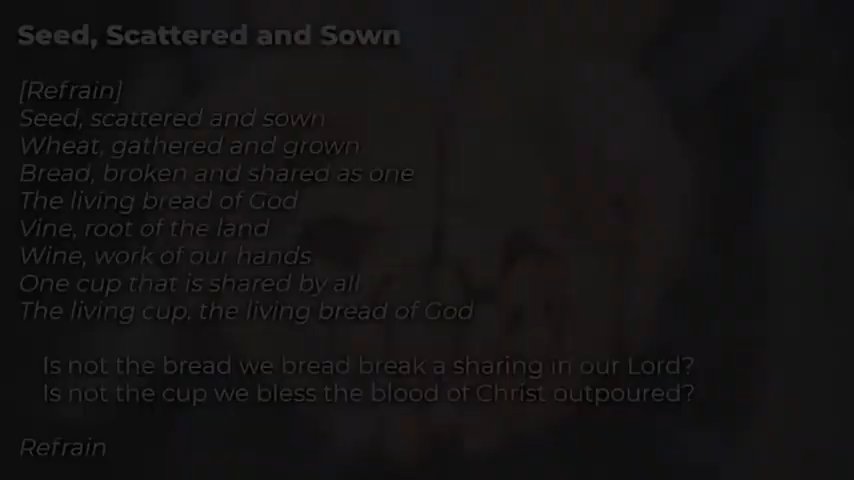 Seed, Scattered and Sown
[Refrain]
Seed, scattered and sown
Wheat, gathered and grown
Bread, broken and shared as one
The living bread of God
Vine, root of the land
Wine, work of our hands
One cup that is shared by all
The living cup, the living bread of God
Is not the bread we bread break a sharing in our Lord?
Is not the cup we bless the blood of Christ outpoured?
Refrain